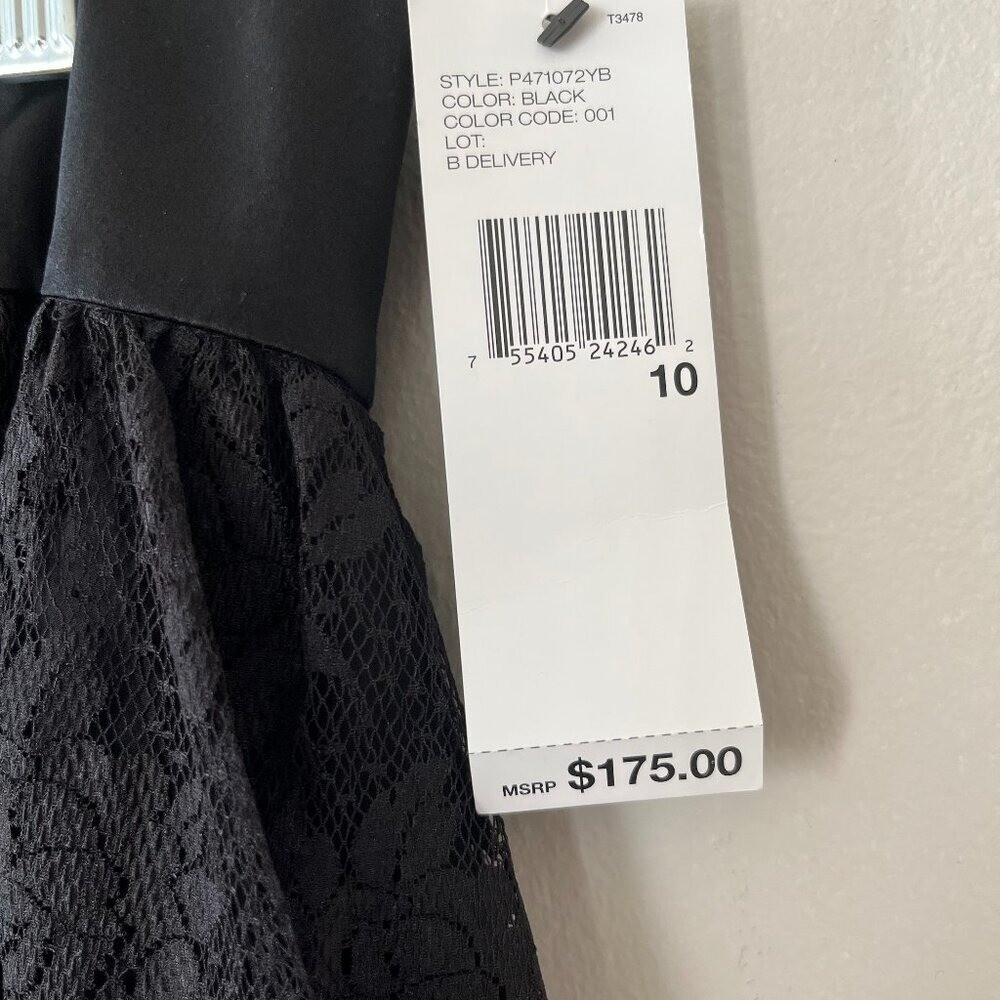 T3478
STYLE: P471072YB
COLOR: BLACK
COLOR CODE: 001
LOT:
B DELIVERY
7 55405 24246 2
10
MSRP $175.00